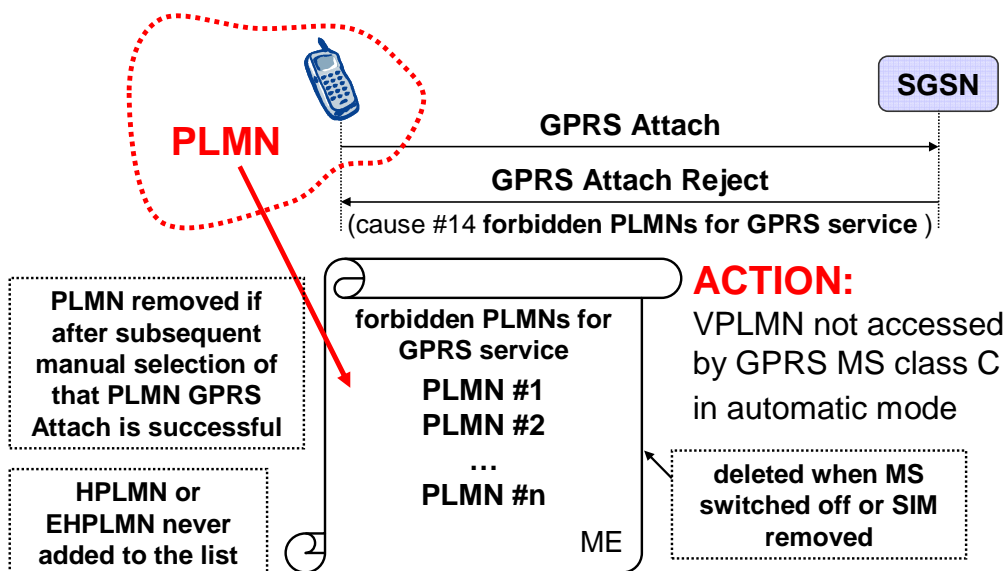 SGSN
GPRS Attach
PLMN
GPRS Attach Reject
(cause #14 forbidden PLMNs for GPRS service )
PLMN removed if
after subsequent
manual selection of
that PLMN GPRS
Attach is successful
HPLMN or
EHPLMN never
added to the list
forbidden PLMNs for
GPRS service
PLMN #1
PLMN #2
...
PLMN #n
ME
ACTION:
VPLMN not accessed
by GPRS MS class C
in automatic mode
deleted when MS
switched off or SIM
removed